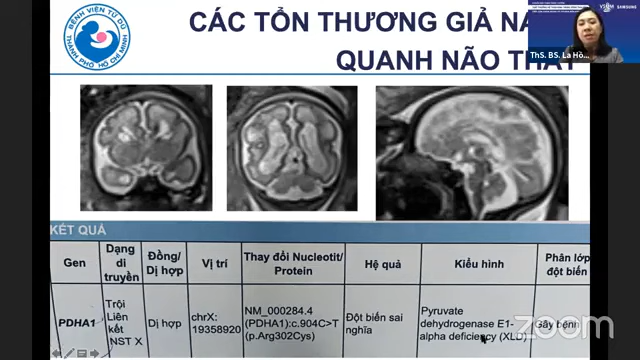 BỆNH VIỆN TỪ DŨ
THÀNH PHỐ HỒ CHÍ MINH
CÁC TỔN THƯƠNG GIẢ NA
QUANH NÃO THẤT
ThS. BS. La Hồ...
KẾT QUẢ
Gen
Dạng di truyền
Đồng/ Dị hợp
Vị trí
Thay đổi Nucleotit/ Protein
Hệ quả
Kiểu hình
Phân lớp đột biến
PDHA1
Trội Liên kết NST X
Dị hợp
chrX: 19358920
NM_000284.4 (PDHA1):c.904C>T (p.Arg302Cys)
Đột biến sai nghĩa
Pyruvate dehydrogenase E1-alpha deficiency (XLD)
Gây bệnh
zoom
SAMSUNG